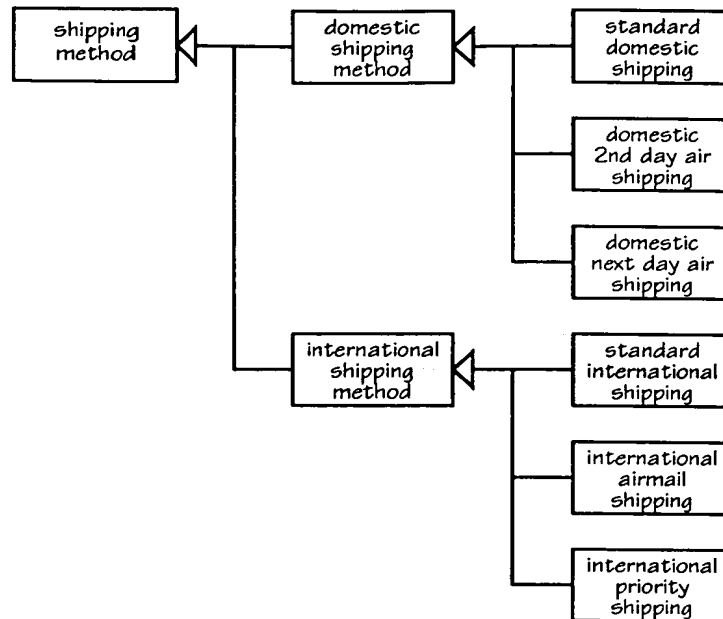 shipping
method
domestic
shipping
method
standard
domestic
shipping
domestic
2nd day air
shipping
domestic
next day air
shipping
international
shipping
method
standard
international
shipping
international
airmail
shipping
international
priority
shipping